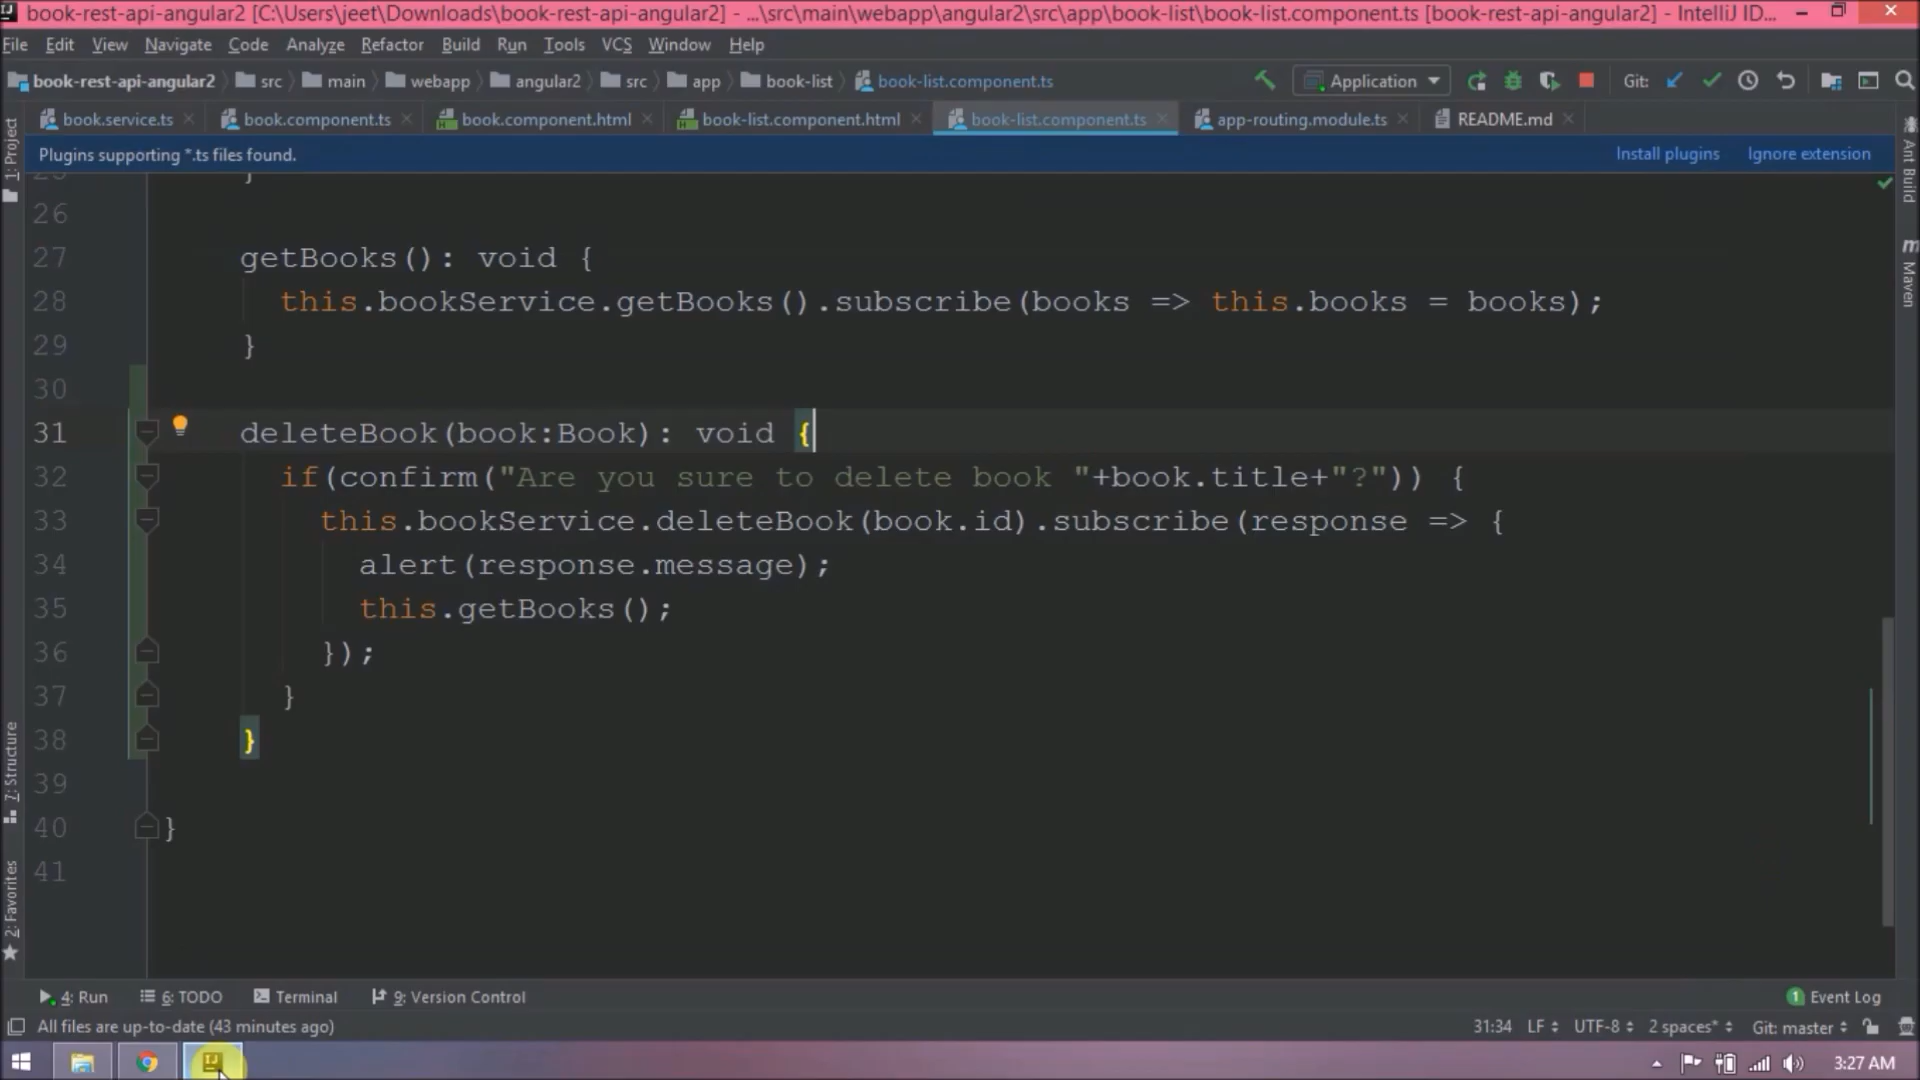 book-rest-api-angular2 [C:\Users\jeet\Downloads\book-rest-api-angular2] - ...\src\main\webapp\angular2\src\app\book-list\book-list.component.ts [book-rest-api-angular2] - IntelliJ ID...
File Edit View Navigate Code Analyze Refactor Build Run Tools VCS Window Help
book-rest-api-angular2 src main webapp angular2 src app book-list book-list.component.ts Application Git:
book.service.ts book.component.ts book.component.html book-list.component.html book-list.component.ts app-routing.module.ts README.md
Plugins supporting *.ts files found. Install plugins Ignore extension
1: Project
Ant Build
Maven
7: Structure
2: Favorites
25 }
26
27 getBooks(): void {
28 this.bookService.getBooks().subscribe(books => this.books = books);
29 }
30
31 deleteBook(book:Book): void {
32 if(confirm("Are you sure to delete book "+book.title+"?")) {
33 this.bookService.deleteBook(book.id).subscribe(response => {
34 alert(response.message);
35 this.getBooks();
36 });
37 }
38 }
39
40 }
41
4: Run 6: TODO Terminal 9: Version Control 1 Event Log
All files are up-to-date (43 minutes ago) 31:34 LF UTF-8 2 spaces* Git: master
3:27 AM